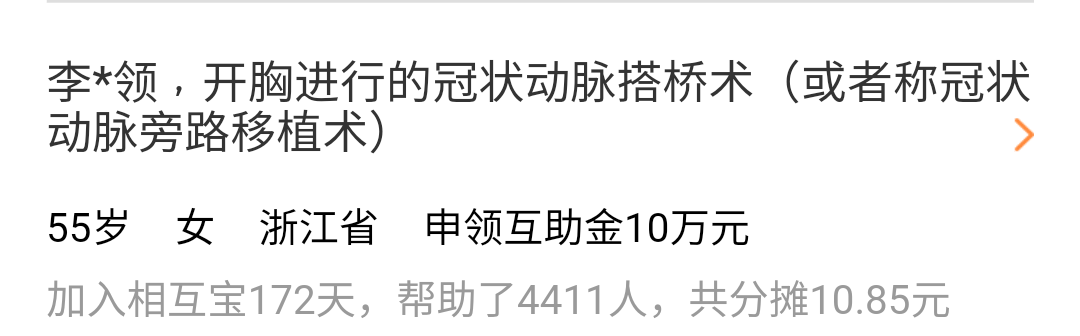 李*领，开胸进行的冠状动脉搭桥术（或者称冠状
动脉旁路移植术）
55岁 女 浙江省 申领互助金10万元
加入相互宝172天，帮助了4411人，共分摊10.85元